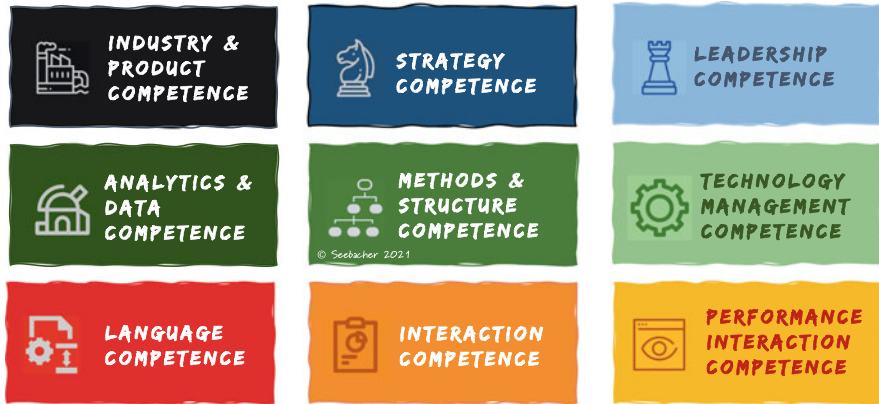 INDUSTRY &
PRODUCT
COMPETENCE
STRATEGY
COMPETENCE
LEADERSHIP
COMPETENCE
ANALYTICS &
DATA
COMPETENCE
METHODS &
STRUCTURE
COMPETENCE
© Seebacher 2021
TECHNOLOGY
MANAGEMENT
COMPETENCE
LANGUAGE
COMPETENCE
INTERACTION
COMPETENCE
PERFORMANCE
INTERACTION
COMPETENCE